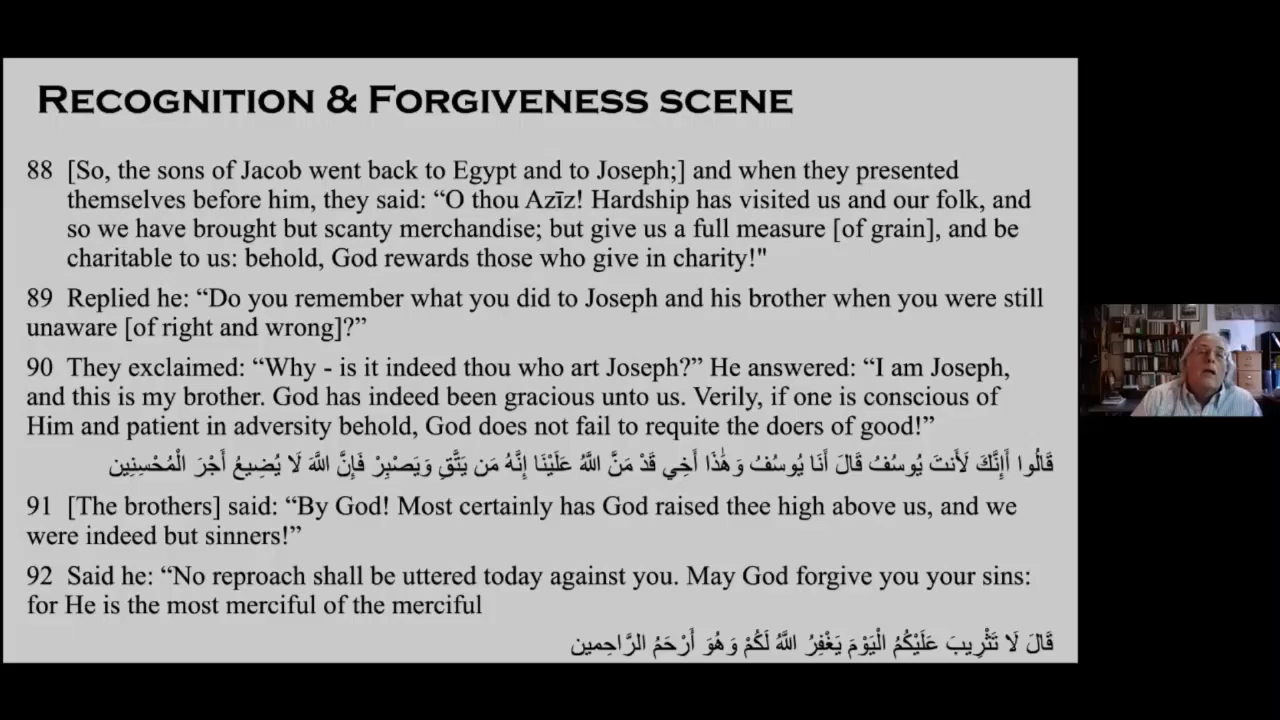 RECOGNITION & FORGIVENESS SCENE
88 [So, the sons of Jacob went back to Egypt and to Joseph;] and when they presented
themselves before him, they said: “O thou Azīz! Hardship has visited us and our folk, and
so we have brought but scanty merchandise; but give us a full measure [of grain], and be
charitable to us: behold, God rewards those who give in charity!"
89 Replied he: “Do you remember what you did to Joseph and his brother when you were still
unaware [of right and wrong]?”
90 They exclaimed: “Why - is it indeed thou who art Joseph?” He answered: “I am Joseph,
and this is my brother. God has indeed been gracious unto us. Verily, if one is conscious of
Him and patient in adversity behold, God does not fail to requite the doers of good!”
قَالُوا أَإِنَّكَ لَأَنتَ يُوسُفُ قَالَ أَنَا يُوسُفُ وَهَٰذَا أَخِي قَدْ مَنَّ اللَّهُ عَلَيْنَا إِنَّهُ مَن يَتَّقِ وَيَصْبِرْ فَإِنَّ اللَّهَ لَا يُضِيعُ أَجْرَ الْمُحْسِنِين
91 [The brothers] said: “By God! Most certainly has God raised thee high above us, and we
were indeed but sinners!”
92 Said he: “No reproach shall be uttered today against you. May God forgive you your sins:
for He is the most merciful of the merciful
قَالَ لَا تَثْرِيبَ عَلَيْكُمُ الْيَوْمَ يَغْفِرُ اللَّهُ لَكُمْ وَهُوَ أَرْحَمُ الرَّاحِمِين